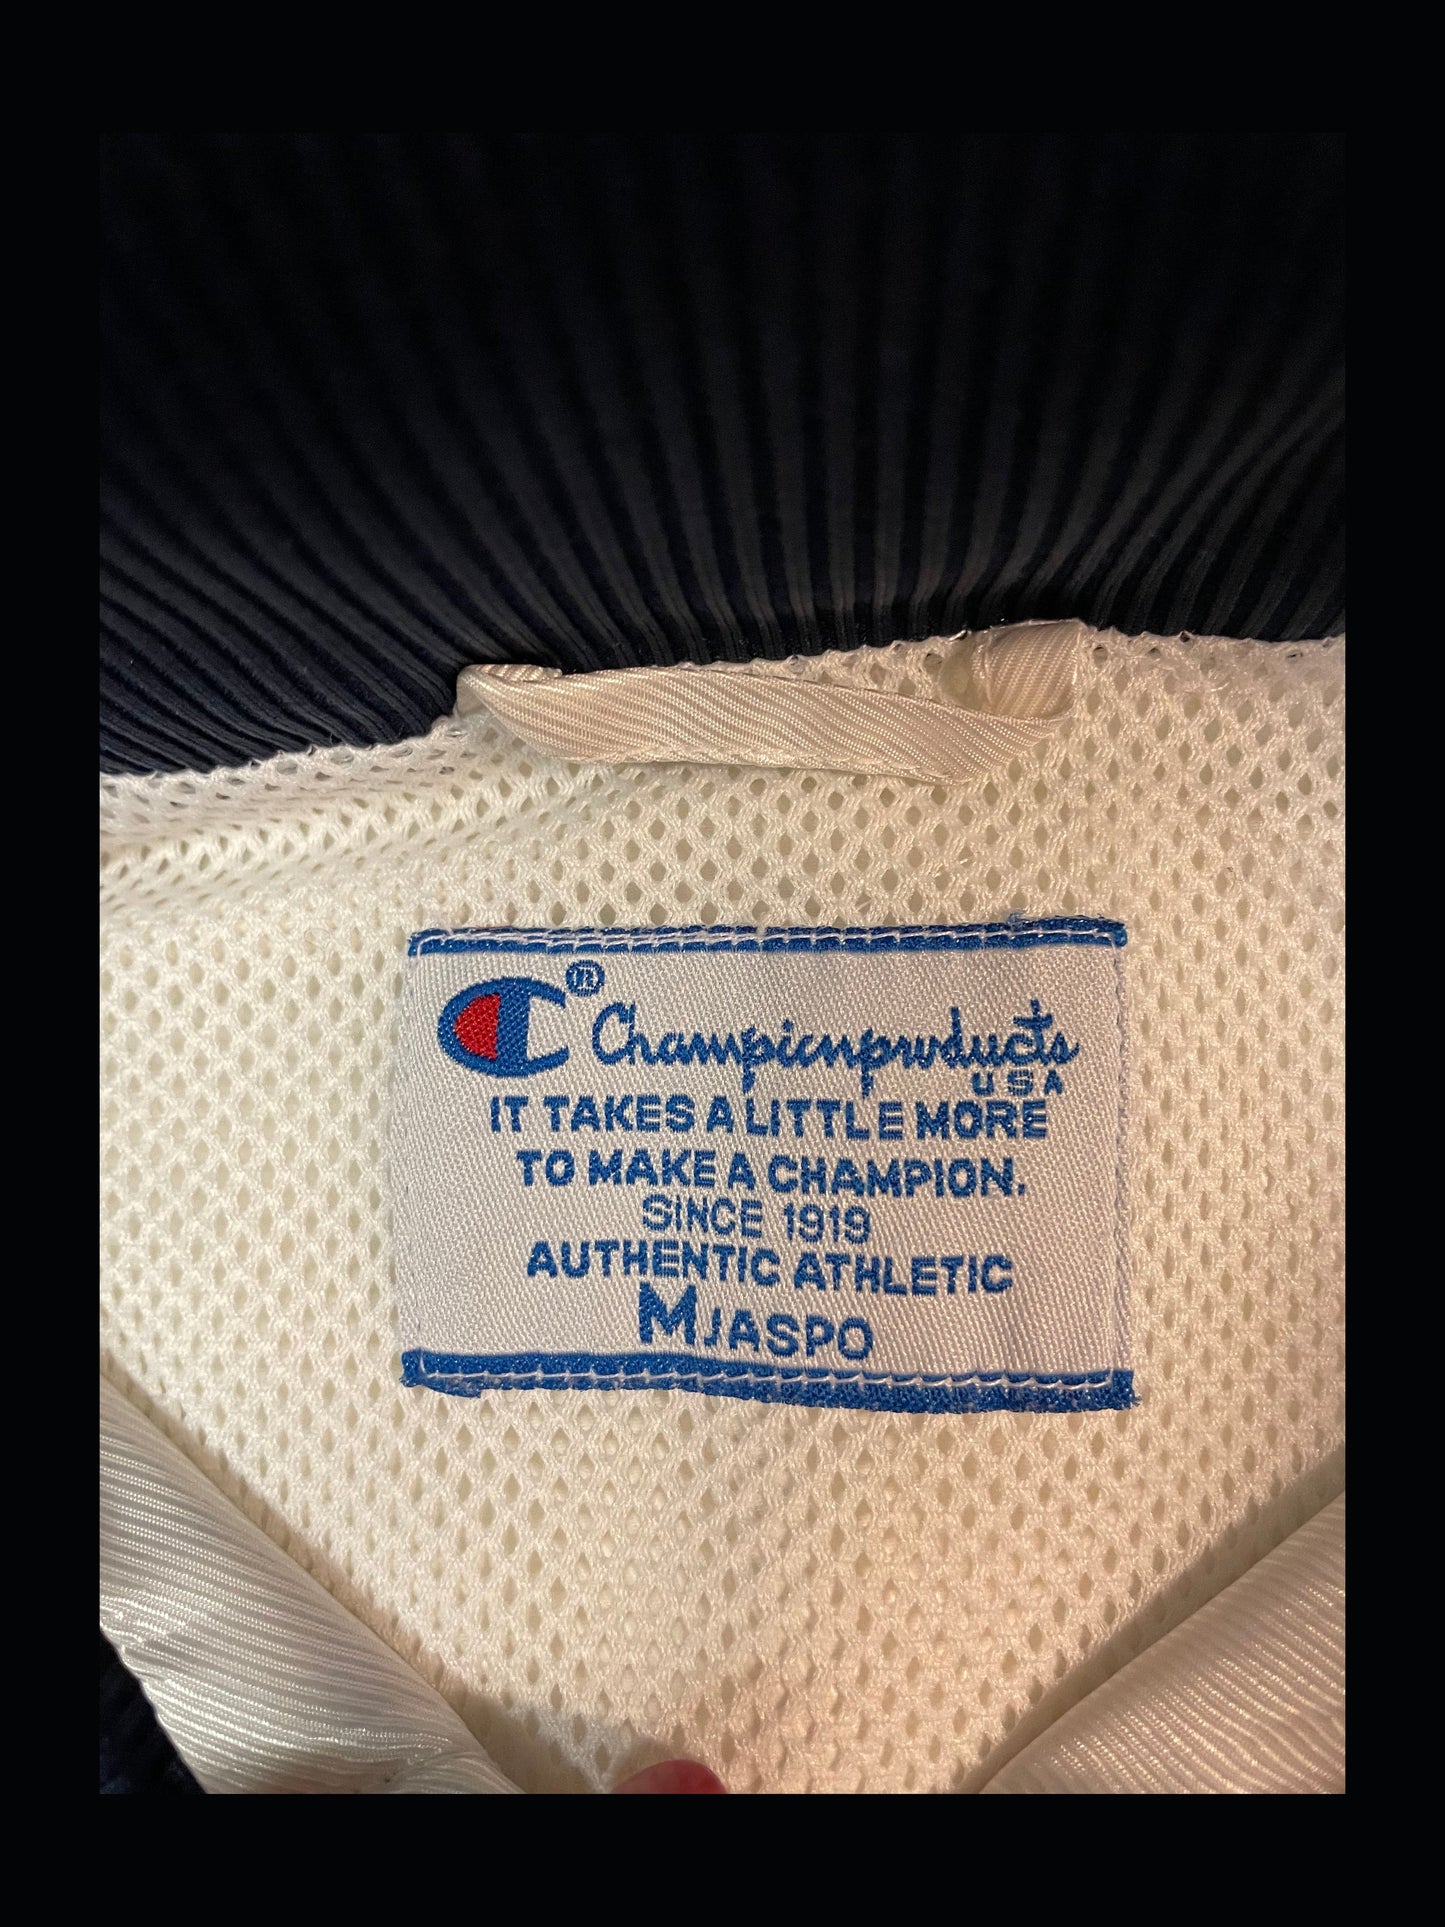 C® Championproducts
USA
IT TAKES A LITTLE MORE
TO MAKE A CHAMPION.
SINCE 1919
AUTHENTIC ATHLETIC
M JASPO